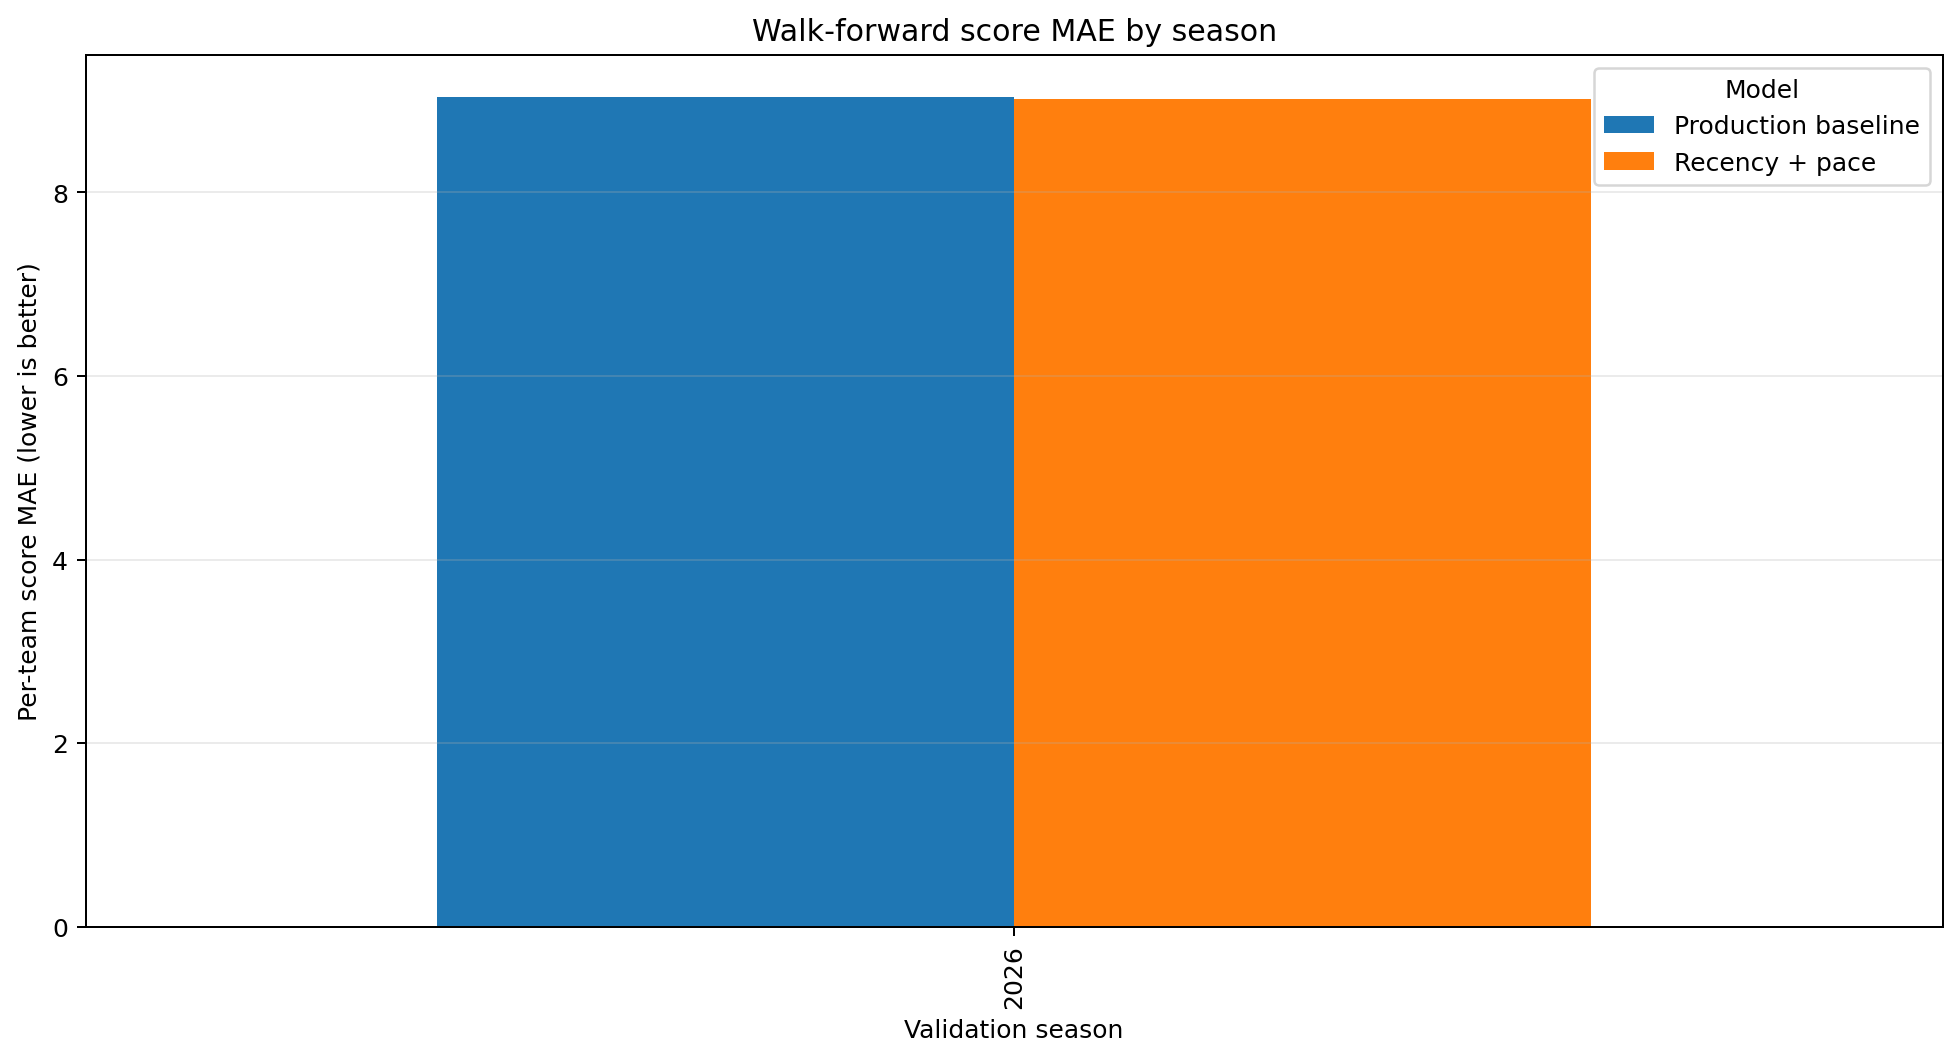 Walk-forward score MAE by season
Model
Production baseline
Recency + pace
Per-team score MAE (lower is better)
8
6
4
2
0
2026
Validation season